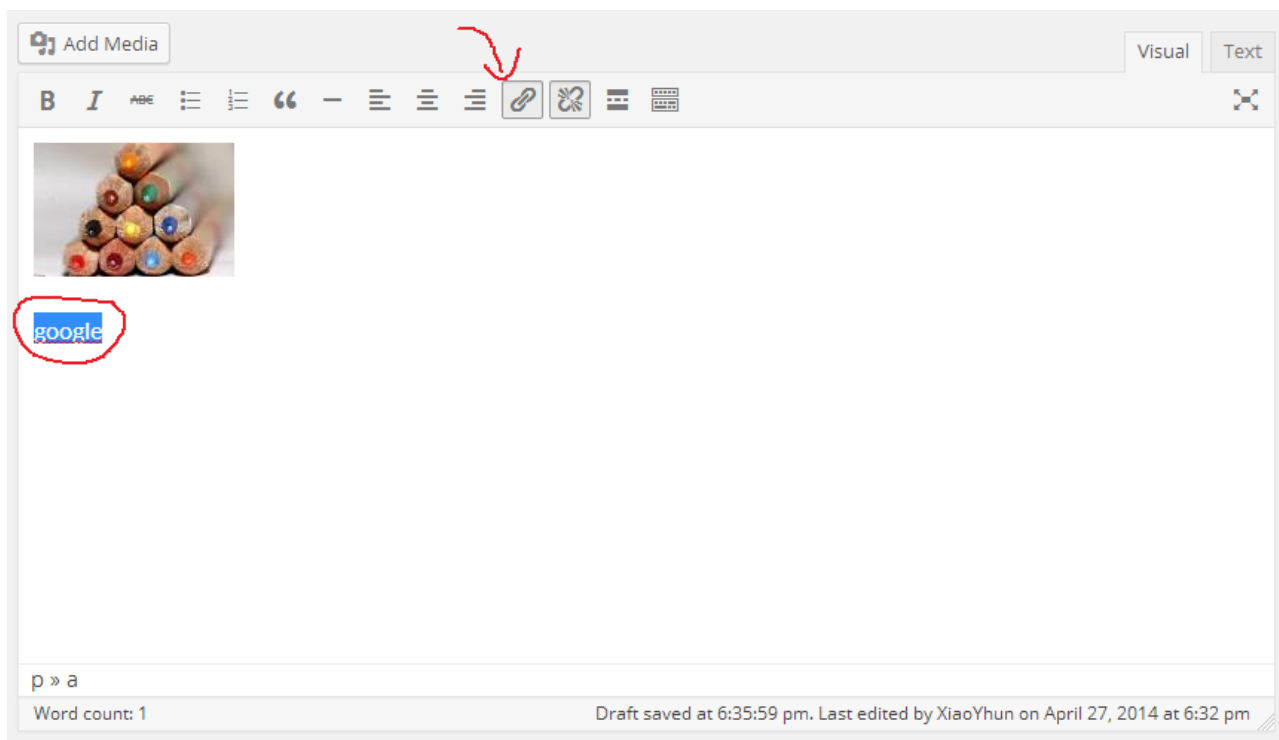 Add Media
Visual Text
B I ABC
google
p » a
Word count: 1
Draft saved at 6:35:59 pm. Last edited by XiaoYhun on April 27, 2014 at 6:32 pm